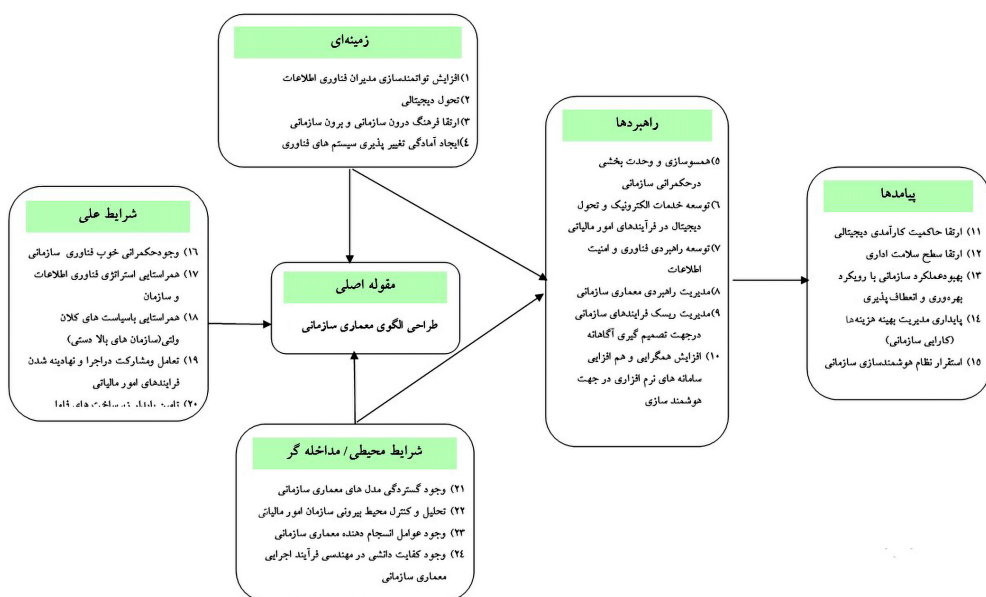 زمینه‌ای
۱)افزایش توانمندسازی مدیران فناوری اطلاعات
۲)تحول دیجیتالی
۳)ارتقا فرهنگ درون سازمانی و برون سازمانی
۴)ایجاد آمادگی تغییر پذیری سیستم های فناوری
راهبردها
۵)همسوسازی و وحدت بخشی
درحکمرانی سازمانی
۶)توسعه خدمات الکترونیک و تحول
دیجیتال در فرآیندهای امور مالیاتی
۷)توسعه راهبردی فناوری و امنیت
اطلاعات
۸)مدیریت راهبردی معماری سازمانی
۹)مدیریت ریسک فرایندهای سازمانی
درجهت تصمیم گیری آگاهانه
۱۰) افزایش همگرایی و هم افزایی
سامانه های نرم افزاری در جهت
هوشمند سازی
پیامدها
۱۱) ارتقا حاکمیت کارآمدی دیجیتالی
۱۲) ارتقا سطح سلامت اداری
۱۳) بهبودعملکرد سازمانی با رویکرد
بهره‌وری و انعطاف‌پذیری
۱۴) پایداری مدیریت بهینه هزینه‌ها
(کارایی سازمانی)
۱۵) استقرار نظام هوشمندسازی سازمانی
شرایط علی
۱۶) وجودحکمرانی خوب فناوری سازمانی
۱۷) همراستایی استراتژی فناوری اطلاعات
و سازمان
۱۸) همراستایی باسیاست های کلان
ولتی(سازمان های بالا دستی)
۱۹) تعامل ومشارکت دراجرا و نهادینه شدن
فرایندهای امور مالیاتی
۲۰) تامین پایدار زیرساخت های فاوا
مقوله اصلی
طراحی الگوی معماری سازمانی
شرایط محیطی/ مداخله گر
۲۱) وجود گستردگی مدل های معماری سازمانی
۲۲) تحلیل و کنترل محیط بیرونی سازمان امور مالیاتی
۲۳) وجود عوامل انسجام دهنده معماری سازمانی
۲۴) وجود کفایت دانشی در مهندسی فرآیند اجرایی
معماری سازمانی